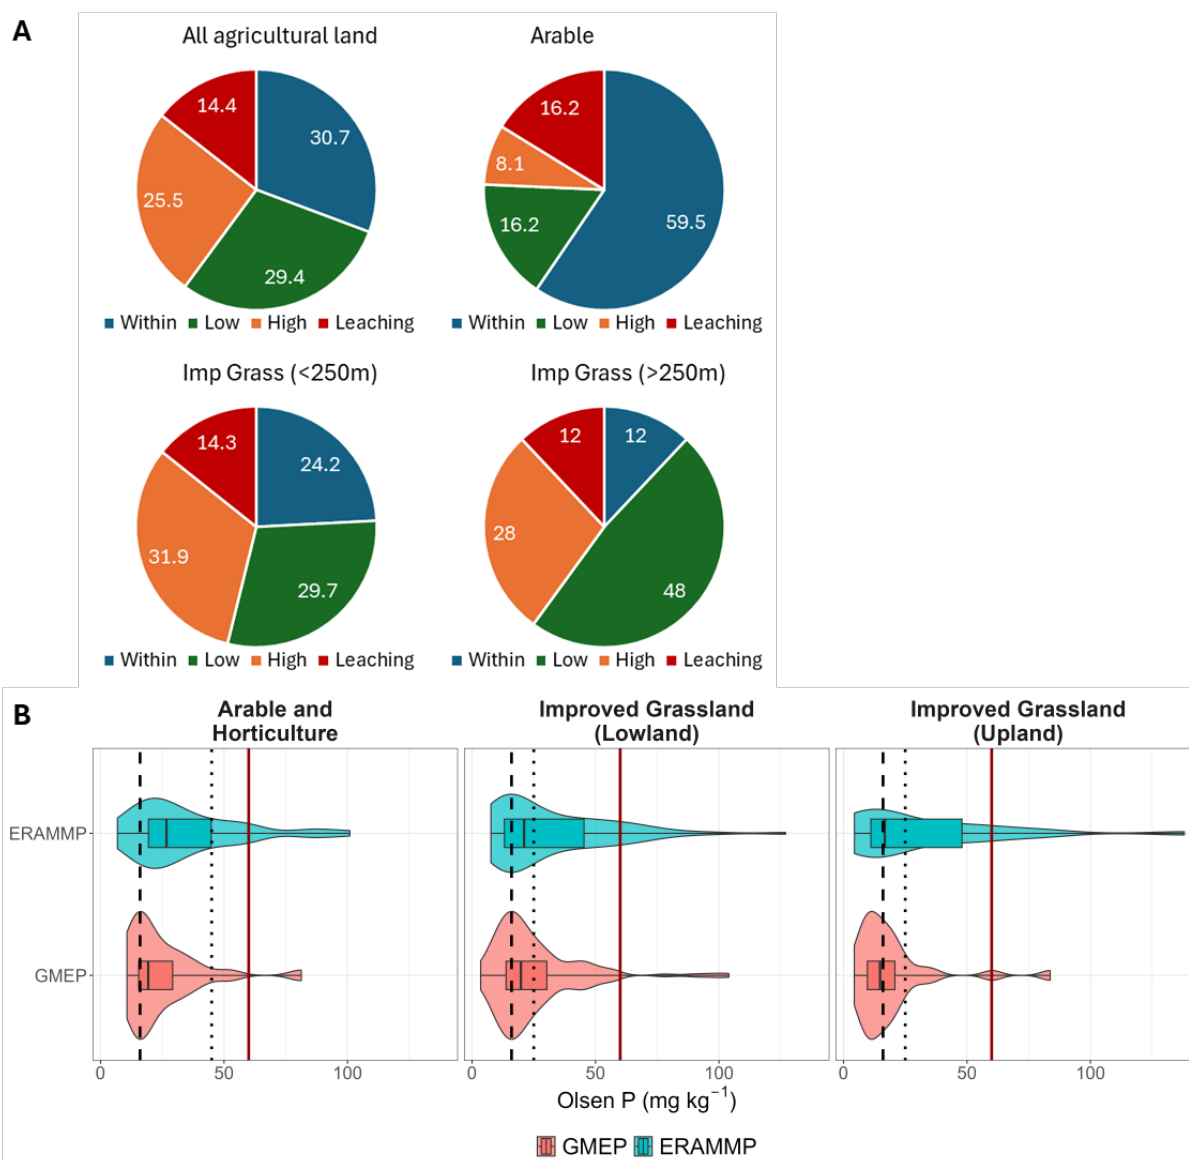 A
All agricultural land
Arable
14.4
30.7
25.5
29.4
16.2
8.1
16.2
59.5
■ Within ■ Low ■ High ■ Leaching
■ Within ■ Low ■ High ■ Leaching
Imp Grass (<250m)
Imp Grass (>250m)
14.3
24.2
31.9
29.7
12
12
28
48
■ Within ■ Low ■ High ■ Leaching
■ Within ■ Low ■ High ■ Leaching
B
Arable and
Horticulture
Improved Grassland
(Lowland)
Improved Grassland
(Upland)
ERAMMP
GMEP
0 50 100
0 50 100
0 50 100
Olsen P (mg kg⁻¹)
GMEP ERAMMP